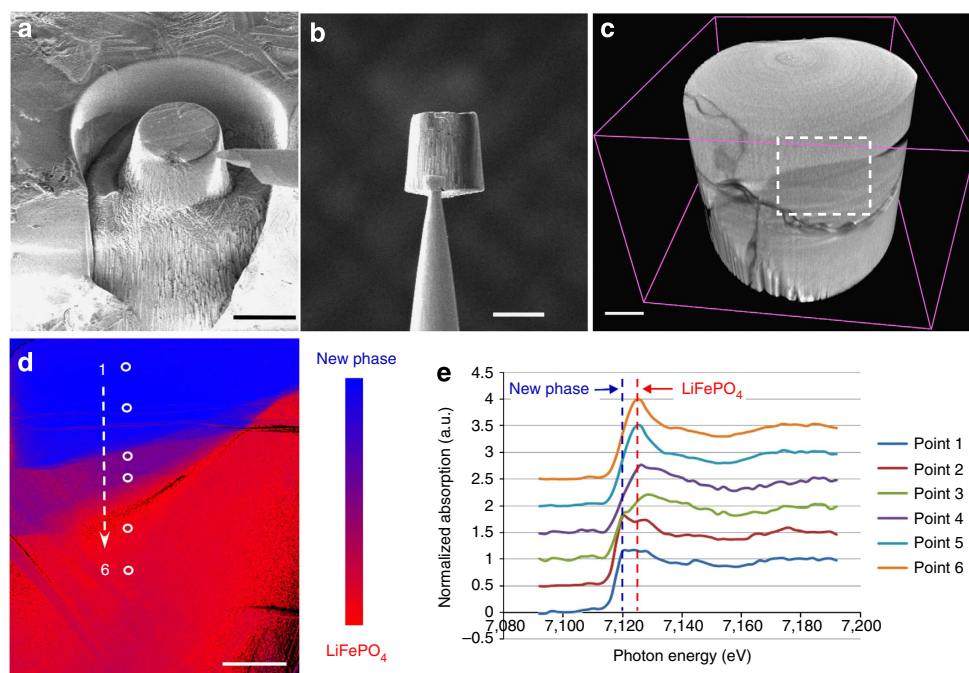 a
b
c
d
1
6
New phase
LiFePO4
e
New phase
LiFePO4
Normalized absorption (a.u.)
4.5
4
3.5
3
2.5
2
1.5
1
0.5
0
–0.5
7,080
7,100
7,120
7,140
7,160
7,180
7,200
Photon energy (eV)
Point 1
Point 2
Point 3
Point 4
Point 5
Point 6